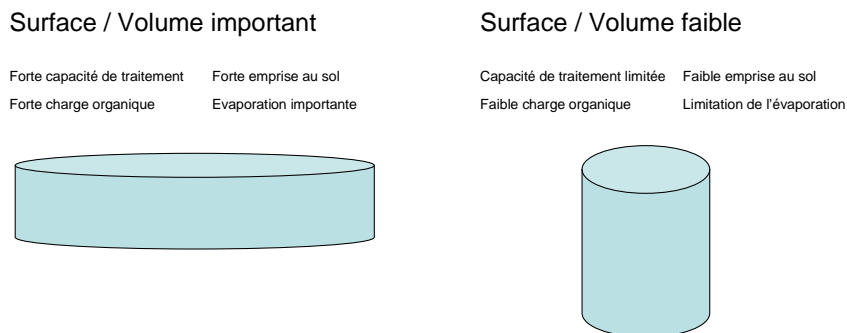 Surface / Volume important
Forte capacité de traitement Forte emprise au sol
Forte charge organique Evaporation importante
Surface / Volume faible
Capacité de traitement limitée Faible emprise au sol
Faible charge organique Limitation de l'évaporation